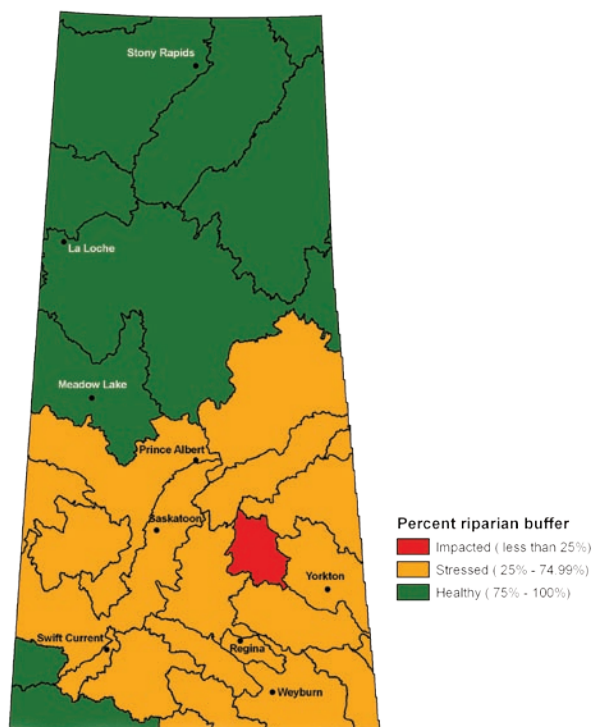 Stony Rapids
La Loche
Meadow Lake
Prince Albert
Saskatoon
Yorkton
Swift Current
Regina
Weyburn
Percent riparian buffer
Impacted ( less than 25%)
Stressed ( 25% - 74.99%)
Healthy ( 75% - 100%)